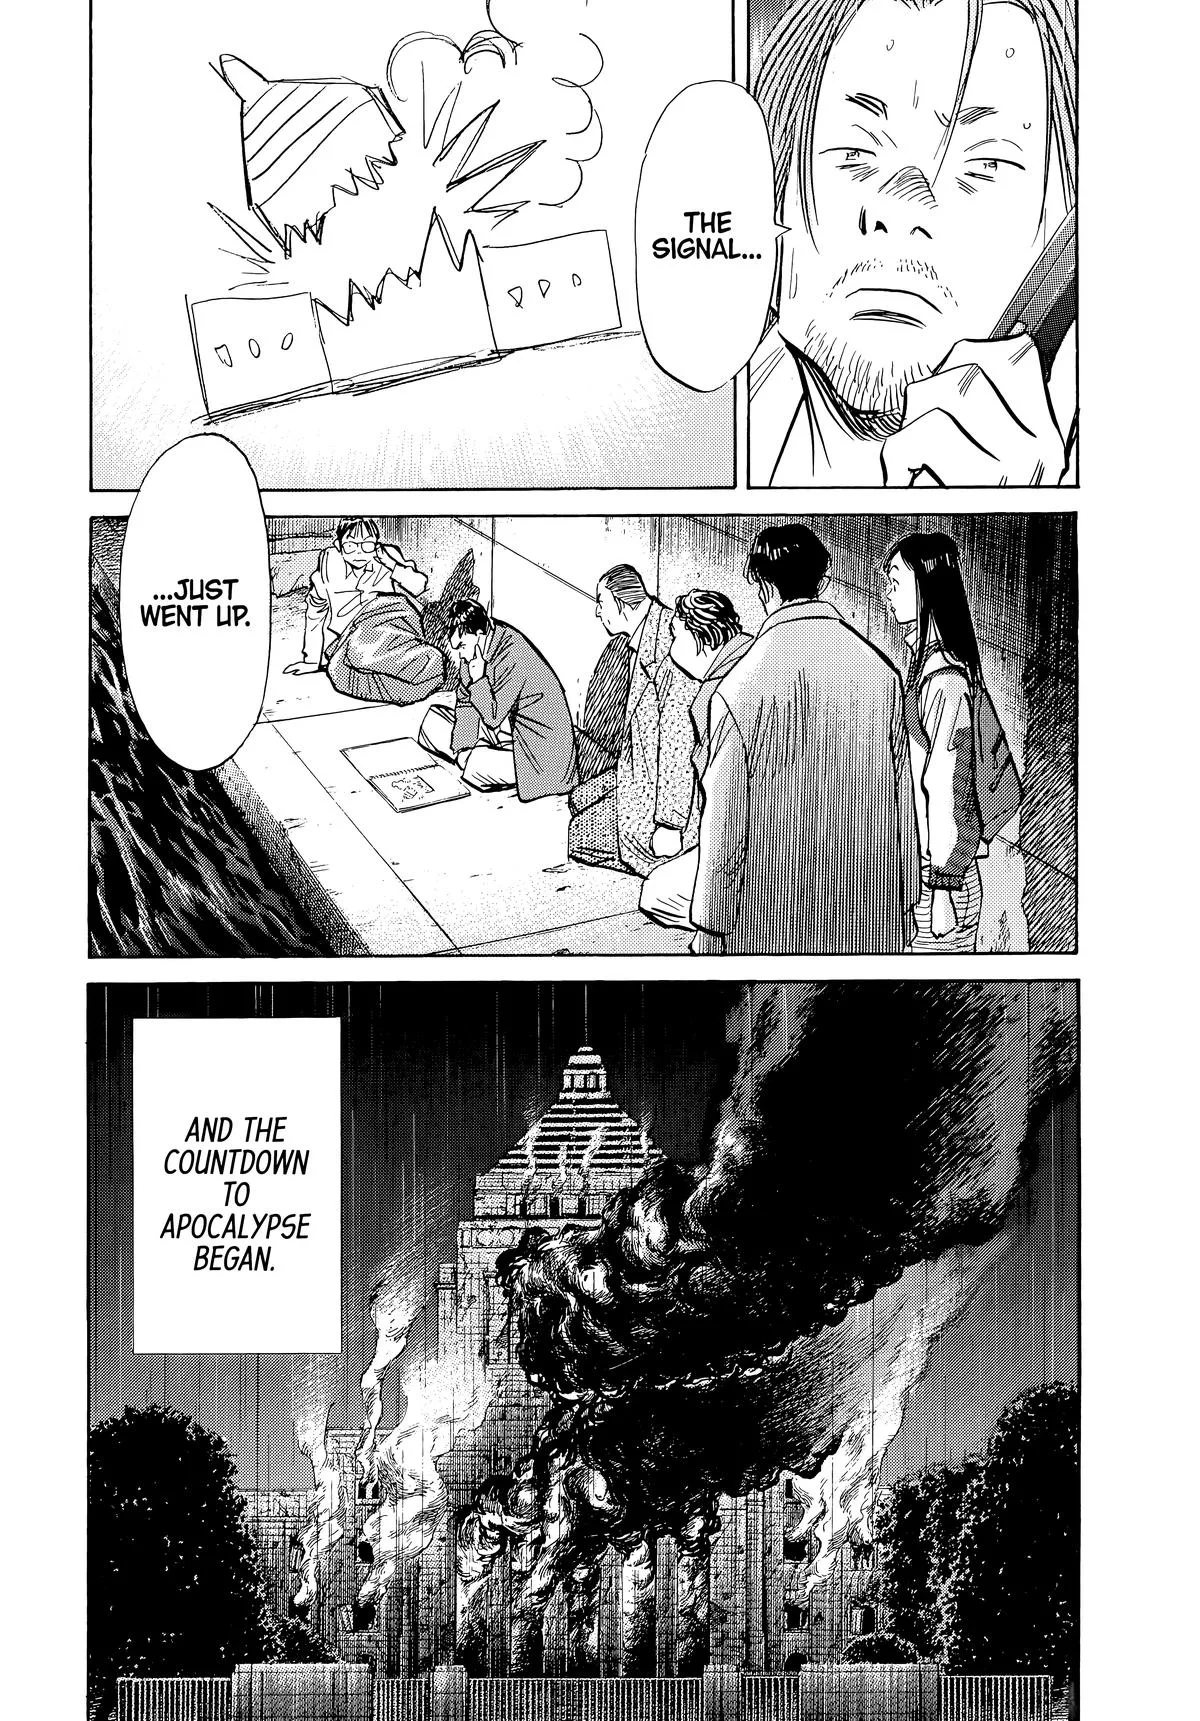 THE
SIGNAL...
...JUST
WENT UP.
AND THE
COUNTDOWN
TO
APOCALYPSE
BEGAN.